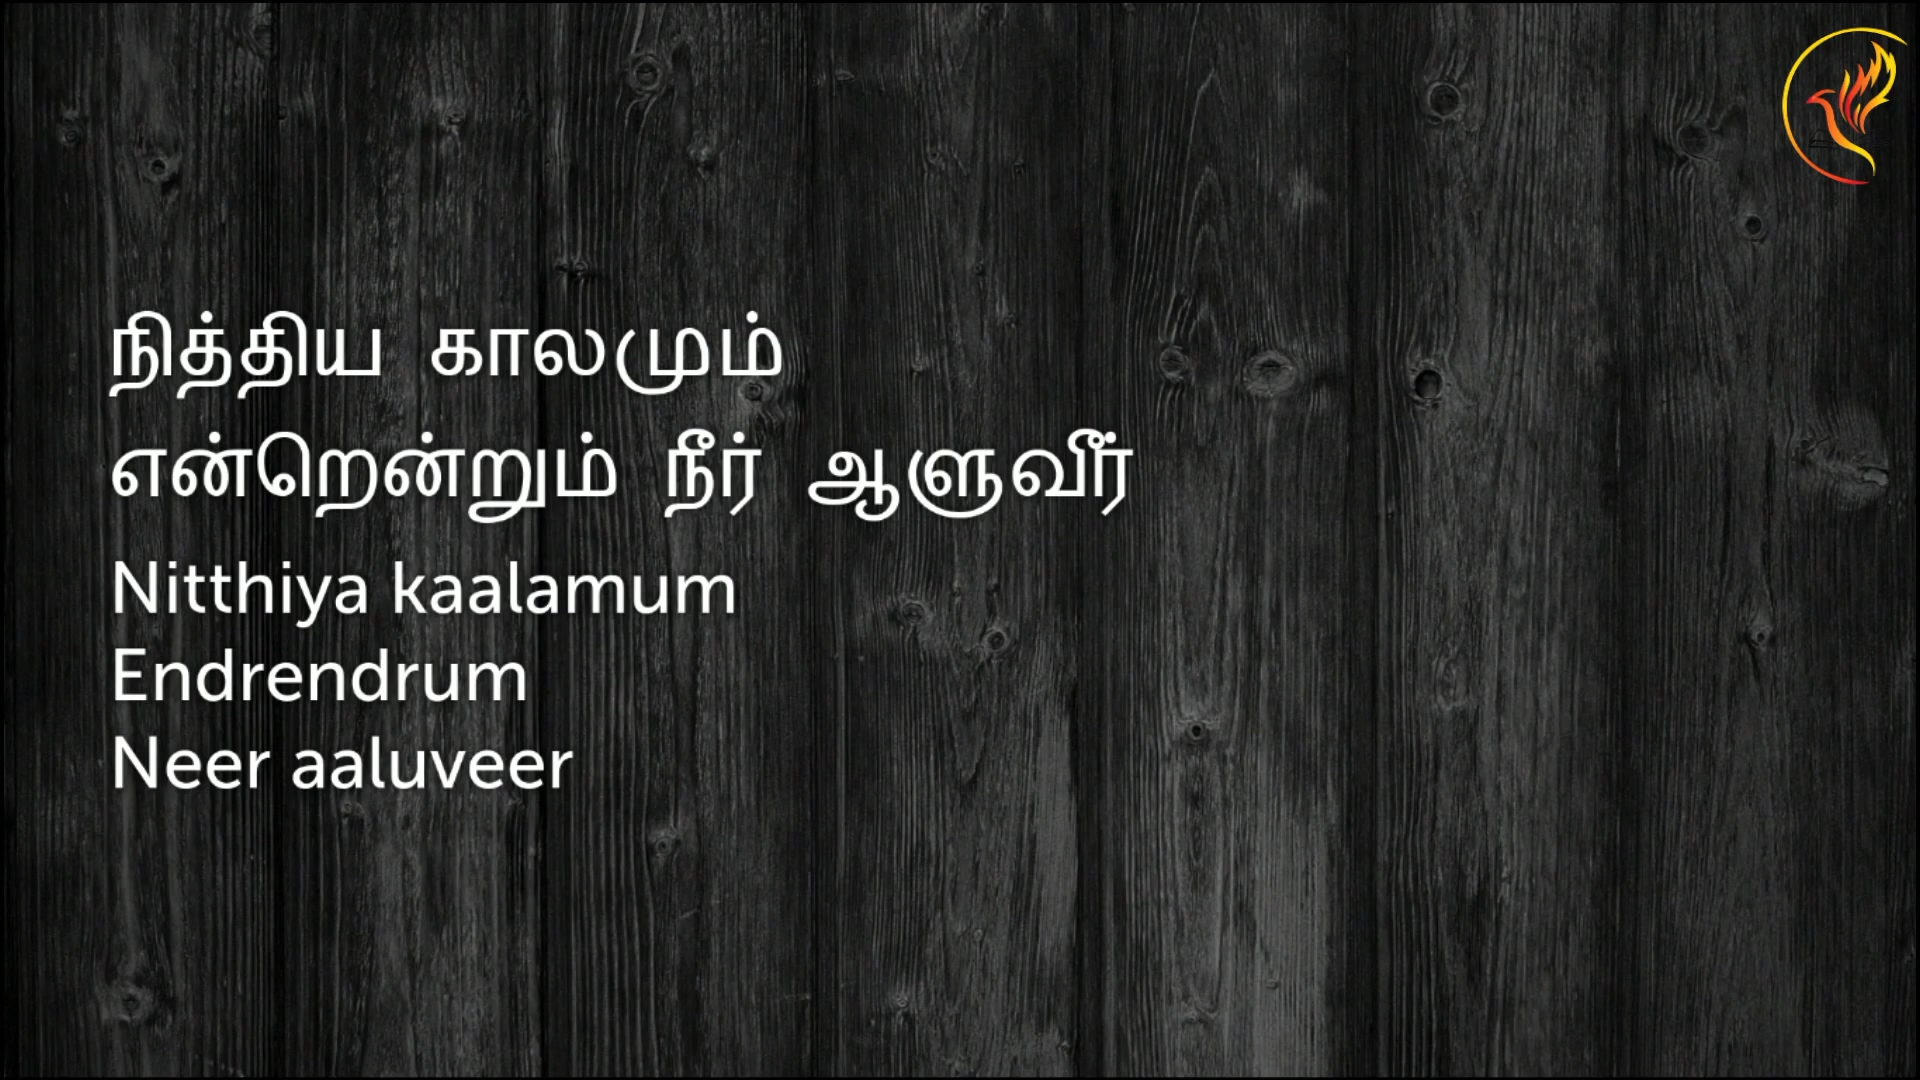 நித்திய காலமும்
என்றென்றும் நீர் ஆளுவீர்
Nitthiya kaalamum
Endrendrum
Neer aaluveer